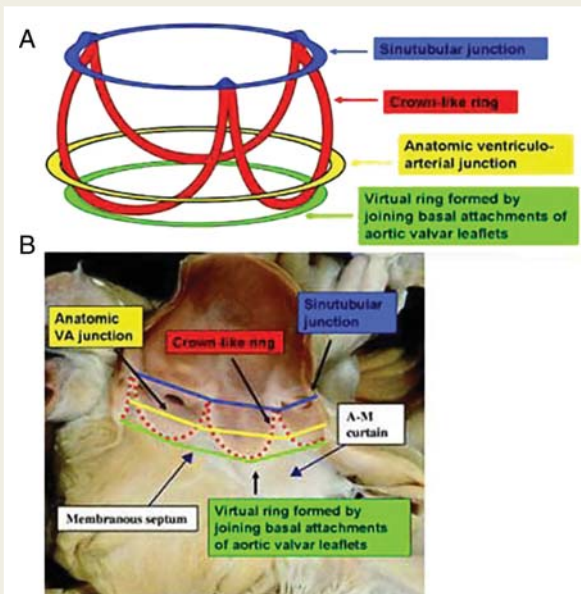 A
Sinutubular junction
Crown-like ring
Anatomic ventriculo-
arterial junction
Virtual ring formed by
joining basal attachments of
aortic valvar leaflets
B
Sinutubular
junction
Anatomic
VA junction
Crown-like ring
A-M
curtain
Membranous septum
Virtual ring formed by
joining basal attachments
of aortic valvar leaflets